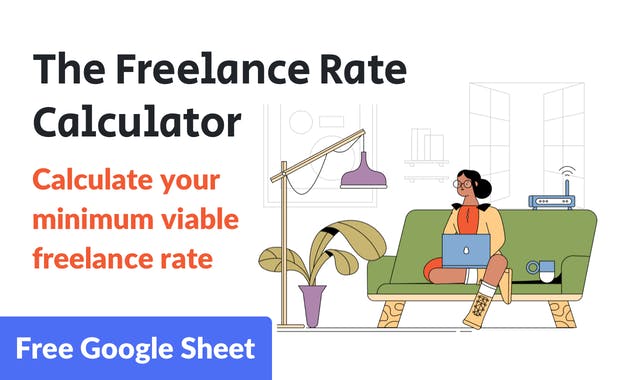 The Freelance Rate
Calculator
Calculate your
minimum viable
freelance rate
Free Google Sheet